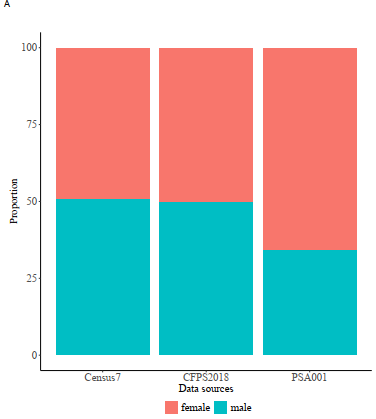 A
100
75
50
25
0
Proportion
Census7 CFPS2018 PSA001
Data sources
female male